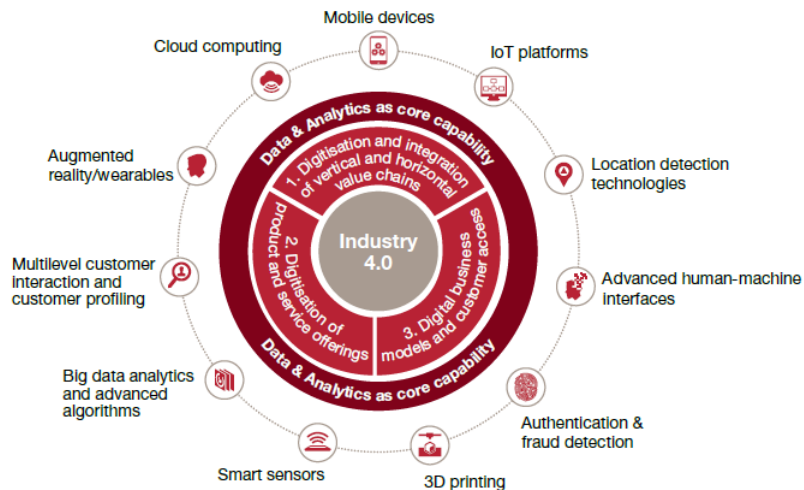 Mobile devices
Cloud computing
IoT platforms
Augmented
reality/wearables
Location detection
technologies
Multilevel customer
interaction and
customer profiling
Advanced human-machine
interfaces
Big data analytics
and advanced
algorithms
Authentication &
fraud detection
Smart sensors
3D printing
Data & Analytics as core capability
1. Digitisation and integration
of vertical and horizontal
value chains
2. Digitisation of
product and service offerings
3. Digital business
models and customer access
Industry
4.0
Data & Analytics as core capability